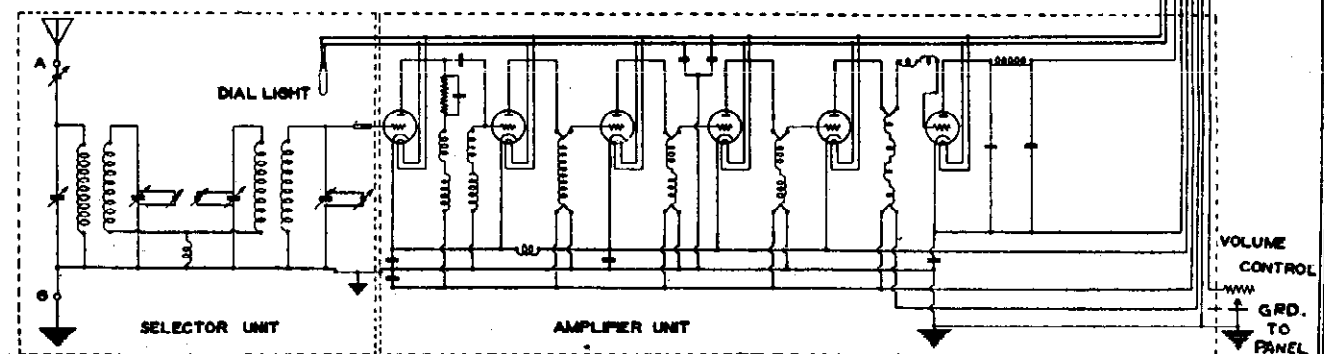 A
DIAL LIGHT
VOLUME
CONTROL
G
GRD.
TO
PANEL
SELECTOR UNIT
AMPLIFIER UNIT